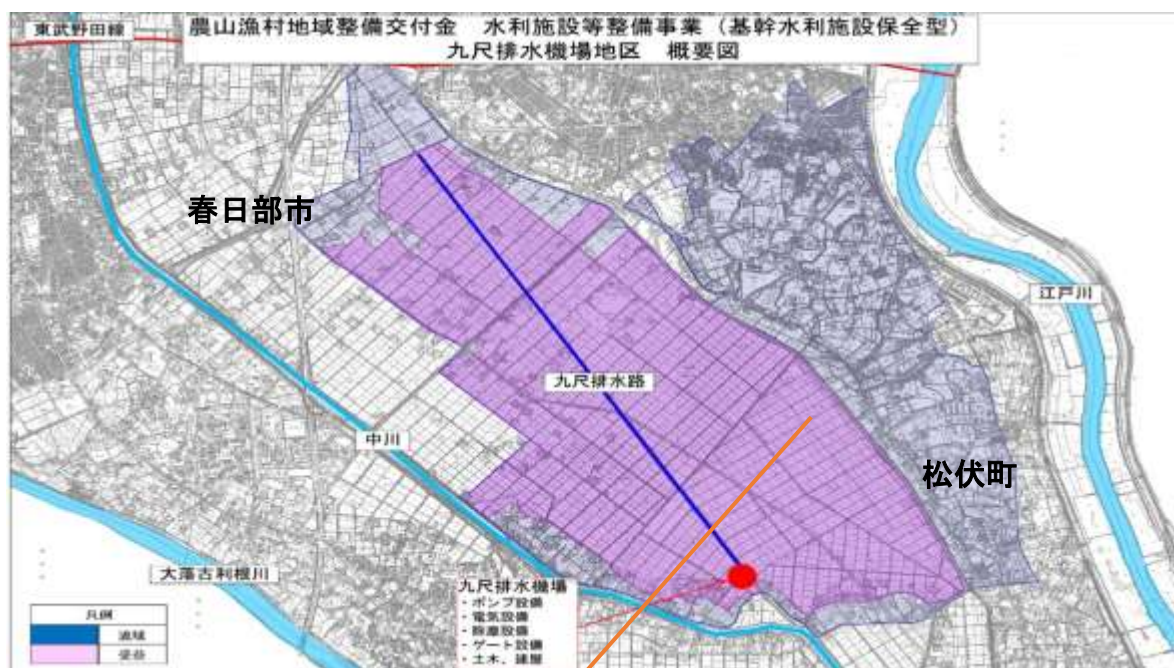 農山漁村地域整備交付金　水利施設等整備事業（基幹水利施設保全型）
九尺排水機場地区　概要図
東武野田線
春日部市
江戸川
九尺排水路
中川
松伏町
大落古利根川
九尺排水機場
・ポンプ設備
・電気設備
・除塵設備
・ゲート設備
・土木、建屋
凡例
流域
受益